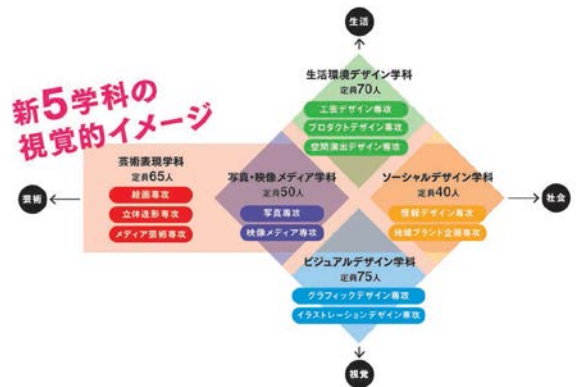 生活
新5学科の
視覚的イメージ
生活環境デザイン学科
定員70人
工芸デザイン専攻
プロダクトデザイン専攻
空間演出デザイン専攻
芸術
芸術表現学科
定員65人
絵画専攻
立体造形専攻
メディア芸術専攻
写真・映像メディア学科
定員50人
写真専攻
映像メディア専攻
ソーシャルデザイン学科
定員40人
情報デザイン専攻
地域ブランド企画専攻
社会
ビジュアルデザイン学科
定員75人
グラフィックデザイン専攻
イラストレーションデザイン専攻
視覚